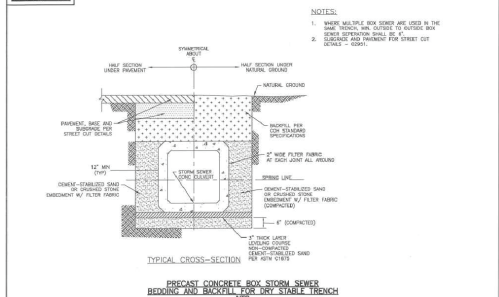 NOTES:
1. WHERE MULTIPLE BOX SEWER ARE USED IN THE
SAME TRENCH, MIN. OUTSIDE TO OUTSIDE BOX
SEWER SEPERATION SHALL BE 6".
2. SUBGRADE AND PAVEMENT FOR STREET CUT
DETAILS - 02951.
SYMMETRICAL
ABOUT
℄
HALF SECTION
UNDER PAVEMENT
HALF SECTION UNDER
NATURAL GROUND
NATURAL GROUND
PAVEMENT, BASE AND
SUBGRADE PER
STREET CUT DETAILS
BACKFILL PER
COH STANDARD
SPECIFICATIONS
2' WIDE FILTER FABRIC
AT EACH JOINT ALL AROUND
12" MIN
(TYP)
STORM SEWER
CONC CULVERT
SPRING LINE
CEMENT-STABILIZED SAND
OR CRUSHED STONE
EMBEDMENT W/ FILTER FABRIC
CEMENT-STABILIZED SAND
OR CRUSHED STONE
EMBEDMENT W/ FILTER FABRIC
(COMPACTED)
6" (COMPACTED)
3" THICK LAYER
LEVELING COURSE
NON-COMPACTED
CEMENT-STABILIZED SAND
PER ASTM C1675
TYPICAL CROSS-SECTION
PRECAST CONCRETE BOX STORM SEWER
BEDDING AND BACKFILL FOR DRY STABLE TRENCH